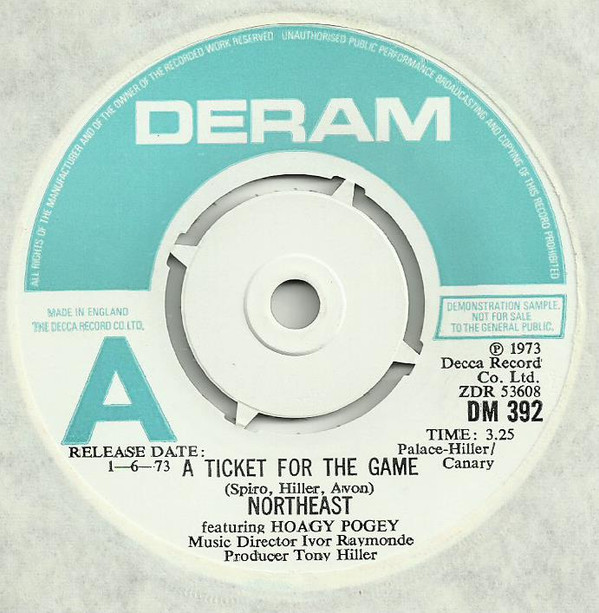 ALL RIGHTS OF THE MANUFACTURER AND OF THE OWNER OF THE RECORDED WORK RESERVED UNAUTHORISED PUBLIC PERFORMANCE BROADCASTING AND COPYING OF THIS RECORD PROHIBITED
DERAM
MADE IN ENGLAND
THE DECCA RECORD CO. LTD.
DEMONSTRATION SAMPLE.
NOT FOR SALE
TO THE GENERAL PUBLIC.
A
℗ 1973
Decca Record
Co. Ltd.
ZDR 53608
DM 392
TIME: 3.25
Palace-Hiller/
Canary
RELEASE DATE:
1—6—73
A TICKET FOR THE GAME
(Spiro, Hiller, Avon)
NORTHEAST
featuring HOAGY POGEY
Music Director Ivor Raymonde
Producer Tony Hiller